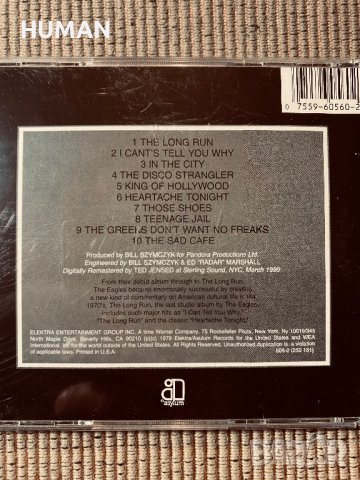 HUMAN
0 7559-60560-2
1 THE LONG RUN
2 I CANTS TELL YOU WHY
3 IN THE CITY
4 THE DISCO STRANGLER
5 KING OF HOLLYWOOD
6 HEARTACHE TONIGHT
7 THOSE SHOES
8 TEENAGE JAIL
9 THE GREENS DON'T WANT NO FREAKS
10 THE SAD CAFE
Produced by BILL SZYMCZYK for Pandora Productions Ltd.
Engineered by BILL SZYMCZYK & ED "RADAR" MARSHALL
Digitally Remastered by TED JENSED at Sterling Sound, NYC, March 1999
From their debut album through to The Long Run,
The Eagles become enormously successful by creating
a new kind of commentary on American cultural life in the
1970's. The Long Run, the last studio album by The Eagles
includes such major hits as "I Can Tell You Why"
"The Long Run" and the classic "Heartache Tonight".
ELEKTRA ENTERTAINMENT GROUP INC. A time Warner Company, 75 Rockefeller Plaza, New York, Ny 10019/345
North Maple Drive, Beverly Hills, CA 90210 (p)(c) 1979 Elektra/Asylum Records for the United States and WEA
International Inc for the world outside of the United States. All Rights Reserved. Unauthorized duplication is a violation
of applicable laws. Printed in U.S.A.
asylum